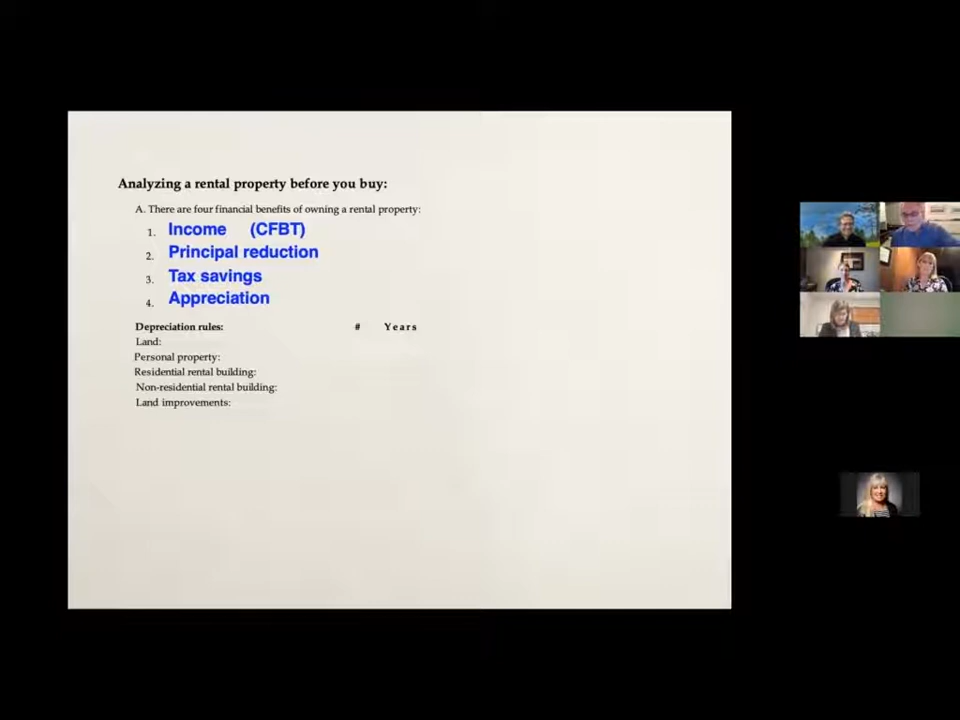 Analyzing a rental property before you buy:
A. There are four financial benefits of owning a rental property:
1. Income (CFBT)
2. Principal reduction
3. Tax savings
4. Appreciation
Depreciation rules: # Years
Land:
Personal property:
Residential rental building:
Non-residential rental building:
Land improvements: